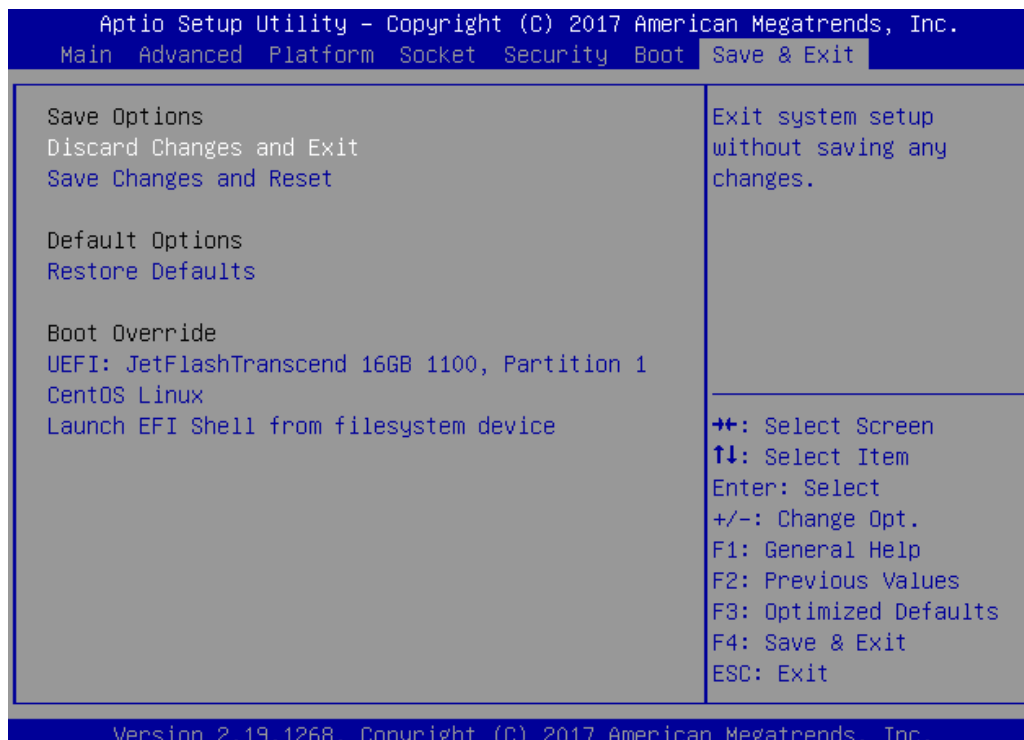 Aptio Setup Utility – Copyright (C) 2017 American Megatrends, Inc.
Main Advanced Platform Socket Security Boot Save & Exit
Save Options
Discard Changes and Exit
Save Changes and Reset
Default Options
Restore Defaults
Boot Override
UEFI: JetFlashTranscend 16GB 1100, Partition 1
CentOS Linux
Launch EFI Shell from filesystem device
Exit system setup
without saving any
changes.
→←: Select Screen
↑↓: Select Item
Enter: Select
+/-: Change Opt.
F1: General Help
F2: Previous Values
F3: Optimized Defaults
F4: Save & Exit
ESC: Exit
Version 2.19.1268. Copyright (C) 2017 American Megatrends, Inc.